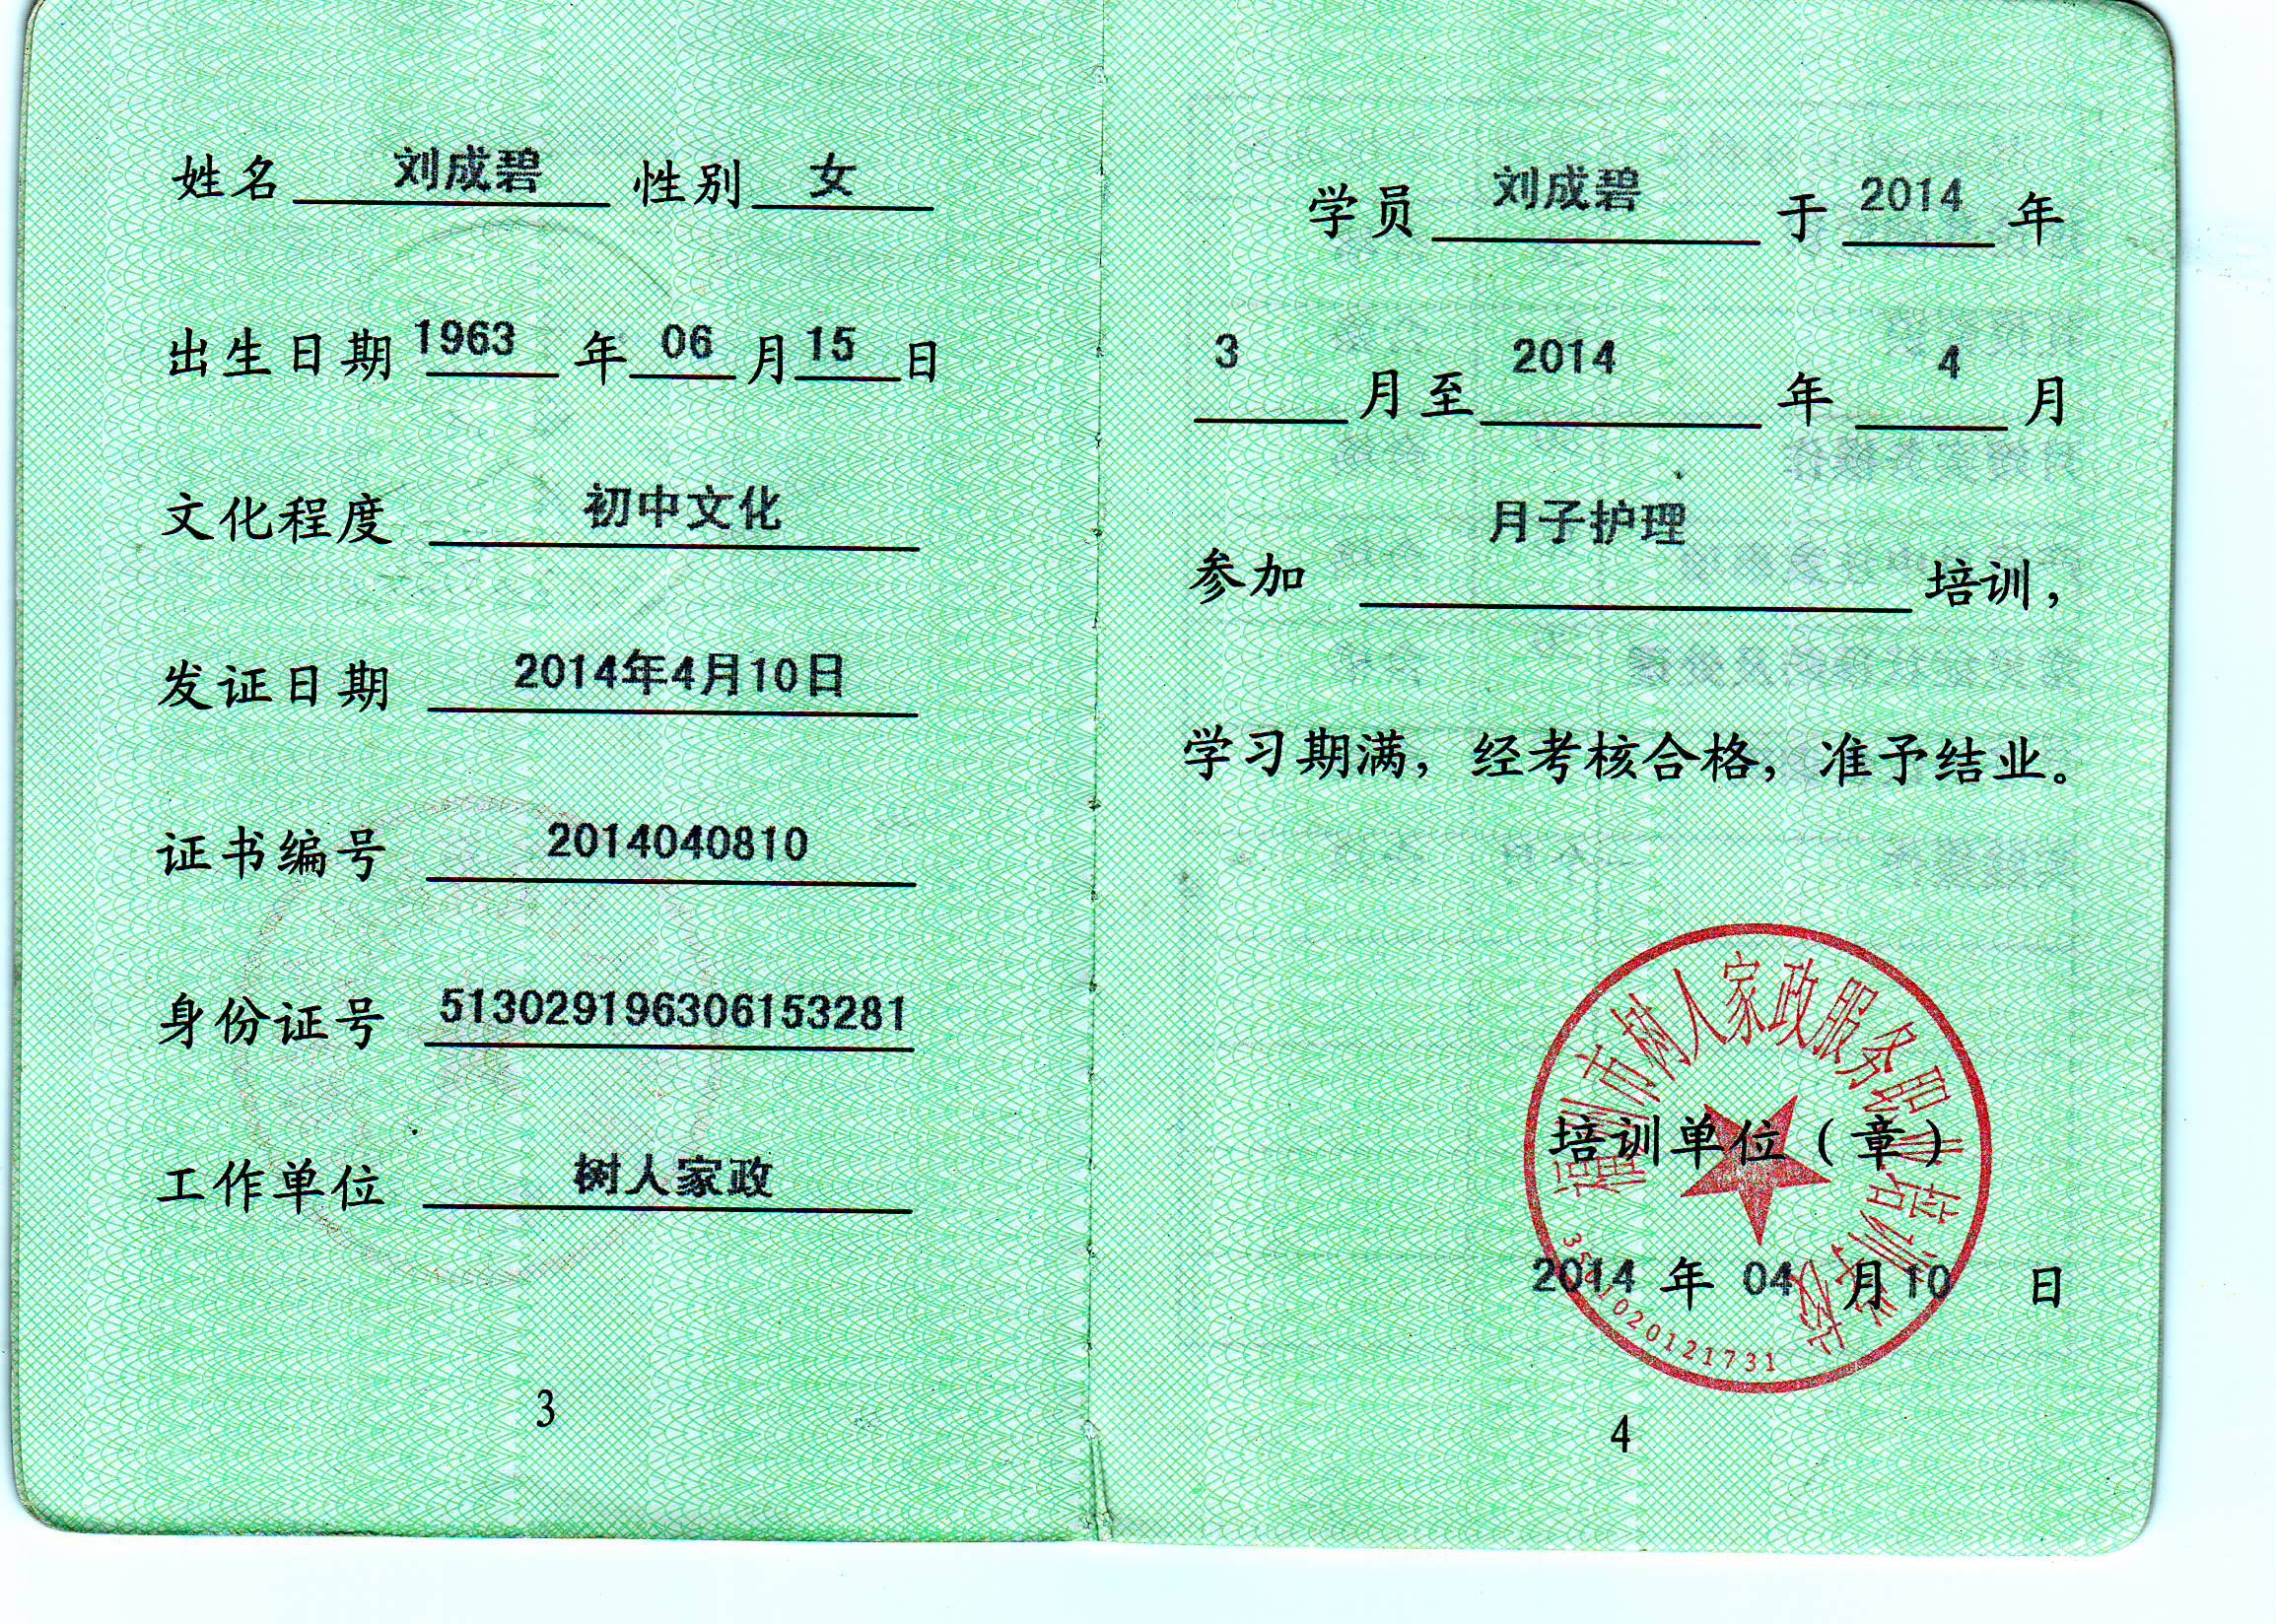 姓名 刘成碧 性别 女
出生日期 1963 年 06 月 15 日
文化程度 初中文化
发证日期 2014年4月10日
证书编号 2014040810
身份证号 513029196306153281
工作单位 树人家政
3
学员 刘成碧 于 2014 年
3 月至 2014 年 4 月
参加 月子护理 培训，
学习期满，经考核合格，准予结业。
福州市树人家政服务职业培训学校
培训单位（章）
2014 年 04 月 10 日
4